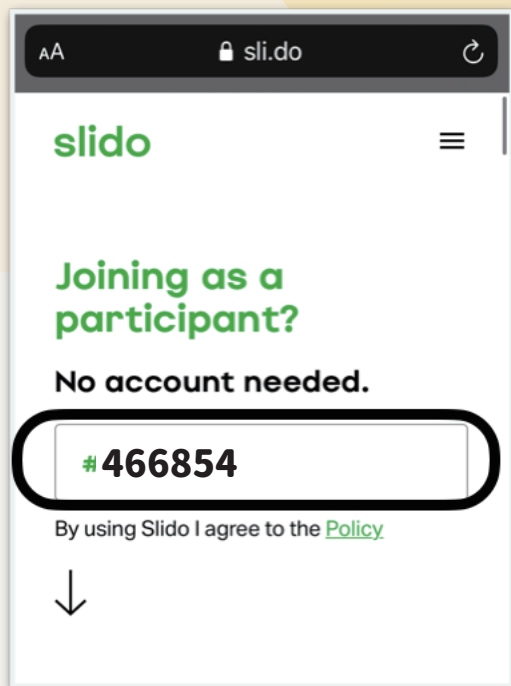 AA sli.do
slido
Joining as a
participant?
No account needed.
#466854
By using Slido I agree to the Policy